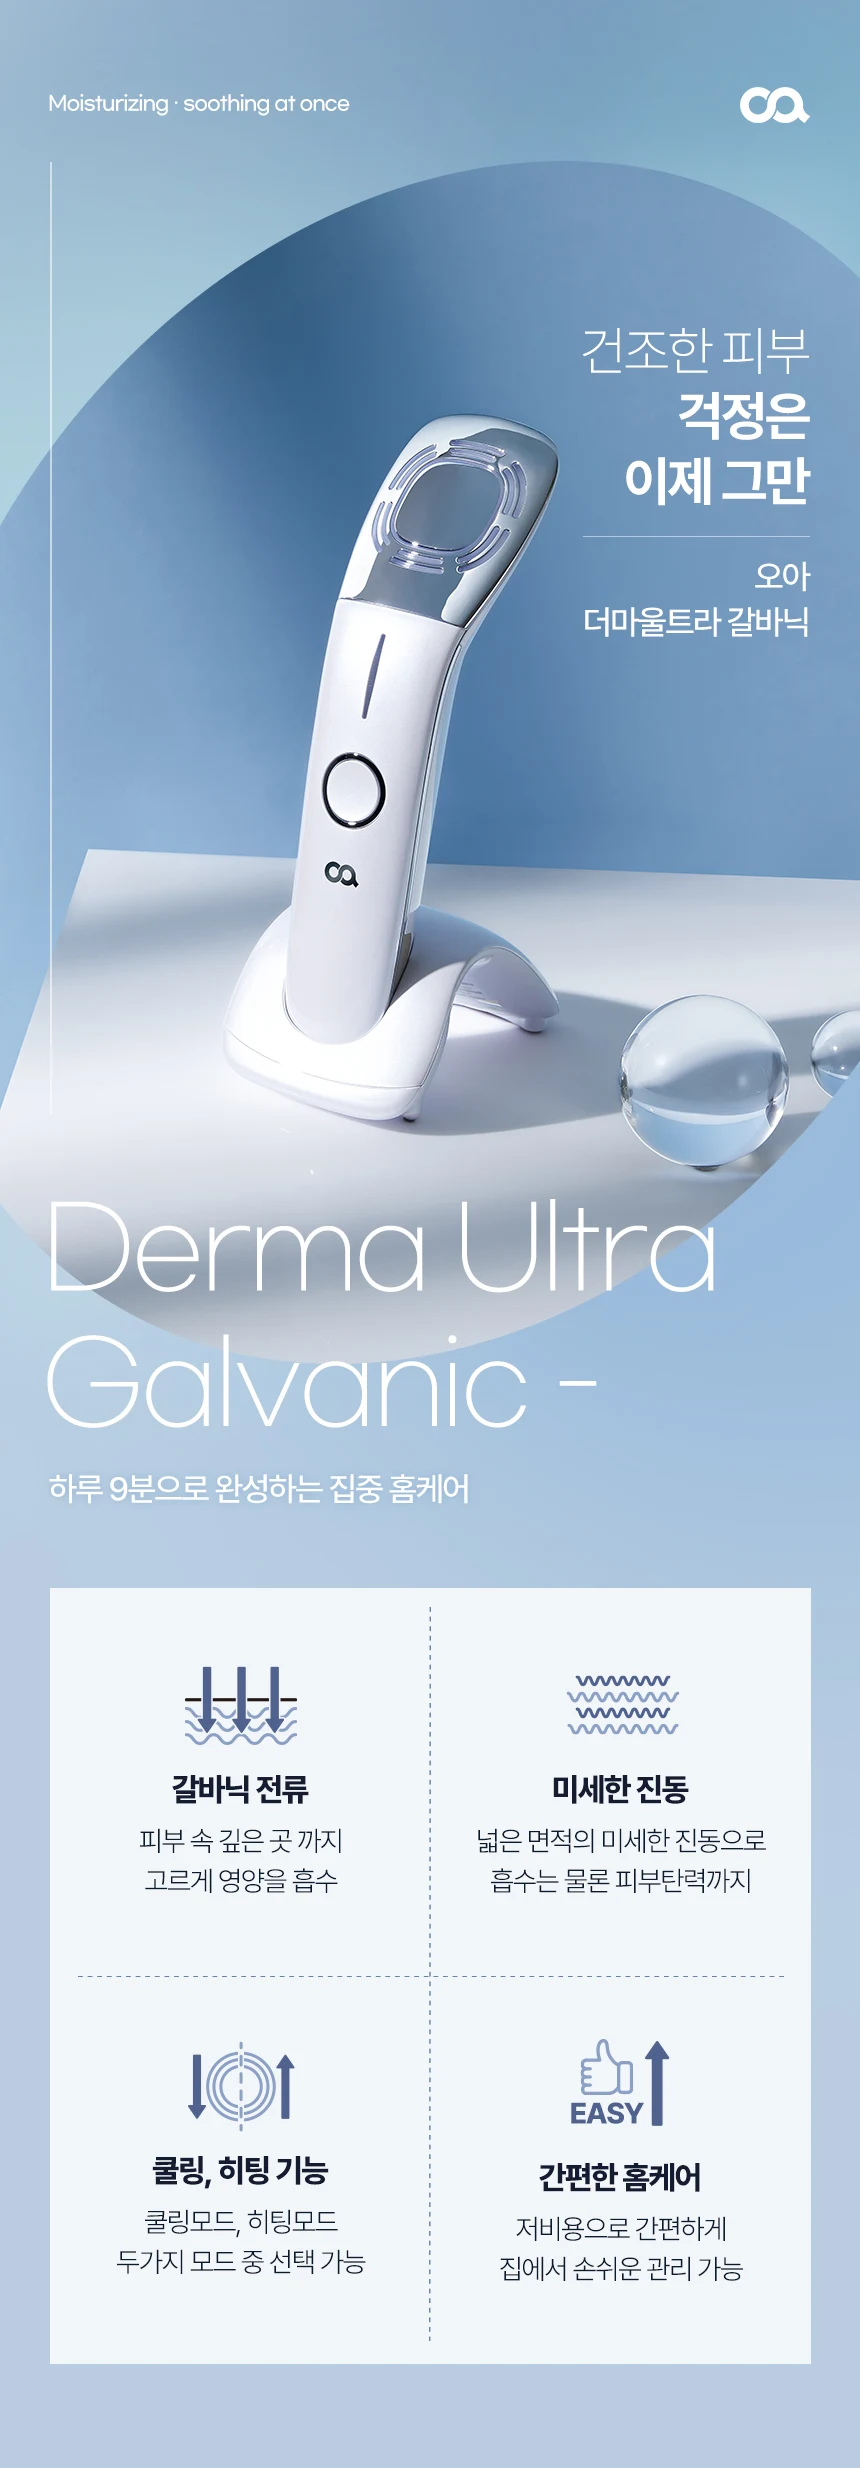 Moisturizing · soothing at once
oa
건조한 피부
걱정은
이제 그만
오아
더마울트라 갈바닉
oa
Derma Ultra
Galvanic -
하루 9분으로 완성하는 집중 홈케어
갈바닉 전류
피부 속 깊은 곳 까지
고르게 영양을 흡수
미세한 진동
넓은 면적의 미세한 진동으로
흡수는 물론 피부탄력까지
쿨링, 히팅 기능
쿨링모드, 히팅모드
두가지 모드 중 선택 가능
EASY
간편한 홈케어
저비용으로 간편하게
집에서 손쉬운 관리 가능